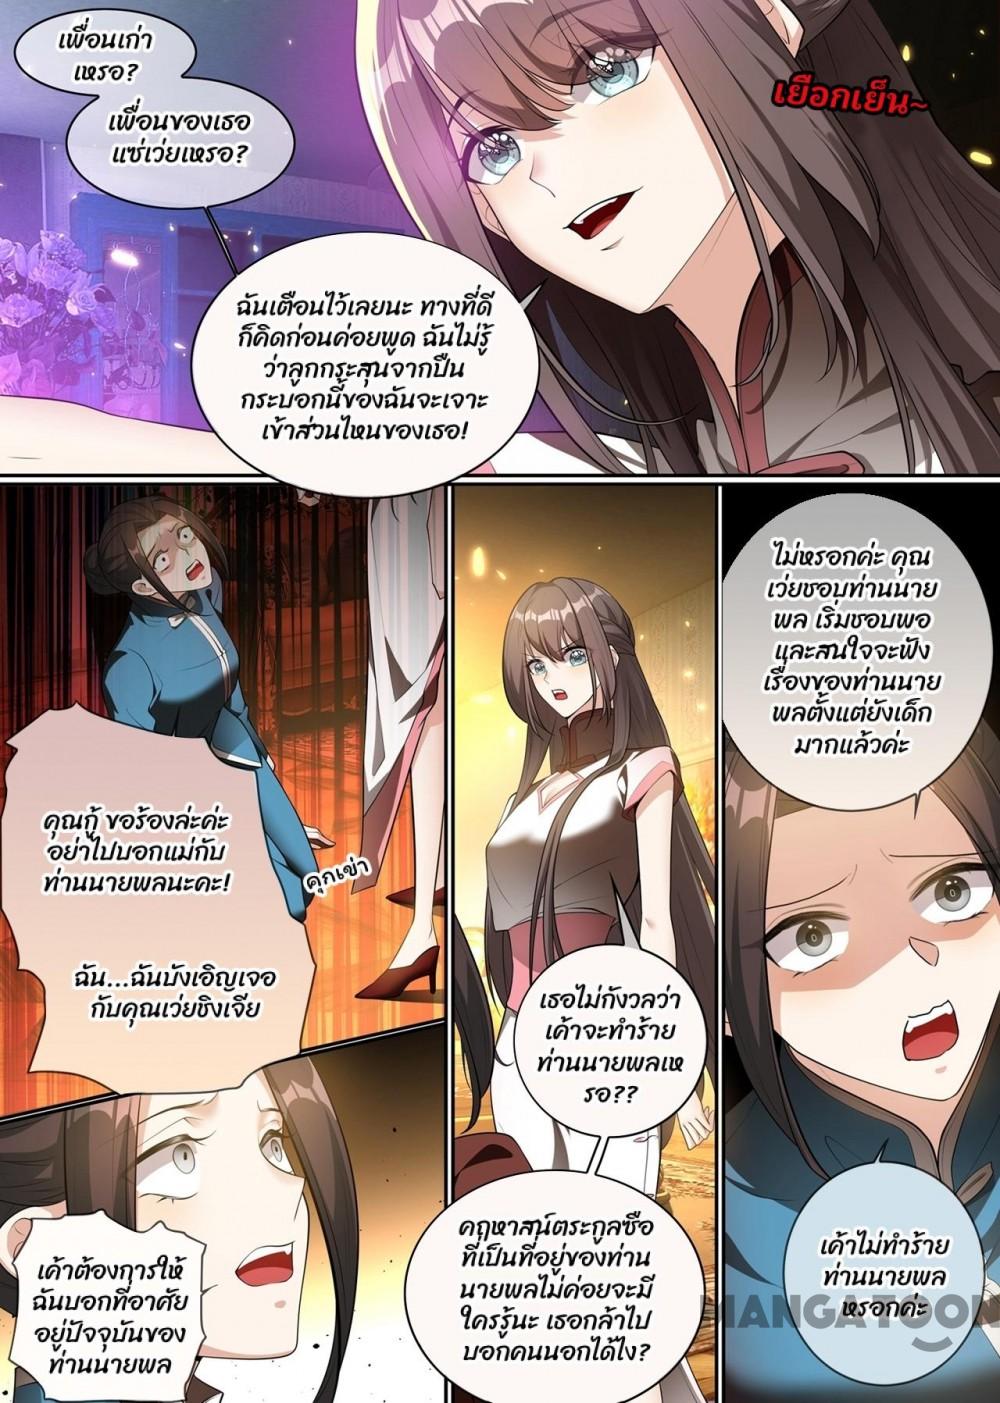 เพื่อนเก่า
เหรอ?
เพื่อนของเธอ
แซ่เว่ยเหรอ?
เยือกเย็น~
ฉันเตือนไว้เลยนะ ทางที่ดี
ก็คิดก่อนค่อยพูด ฉันไม่รู้
ว่าลูกกระสุนจากปืน
กระบอกนี้ของฉันจะเจาะ
เข้าส่วนไหนของเธอ!
คุณกู้ ขอร้องล่ะค่ะ
อย่าไปบอกแม่กับ
ท่านนายพลนะคะ!
คุกเข่า
ฉัน...ฉันบังเอิญเจอ
กับคุณเว่ยชิงเจีย
เค้าต้องการให้
ฉันบอกที่อาศัย
อยู่ปัจจุบันของ
ท่านนายพล
เธอไม่กังวลว่า
เค้าจะทำร้าย
ท่านนายพลเห
รอ??
คฤหาสน์ตระกูลซือ
ที่เป็นที่อยู่ของท่าน
นายพลไม่ค่อยจะมี
ใครรู้นะ เธอกล้าไป
บอกคนนอกได้ไง?
ไม่หรอกค่ะ คุณ
เว่ยชอบท่านนาย
พล เริ่มชอบพอ
และสนใจจะฟัง
เรื่องของท่านนาย
พลตั้งแต่ยังเด็ก
มากแล้วค่ะ
เค้าไม่ทำร้าย
ท่านนายพล
หรอกค่ะ
MANGATOON